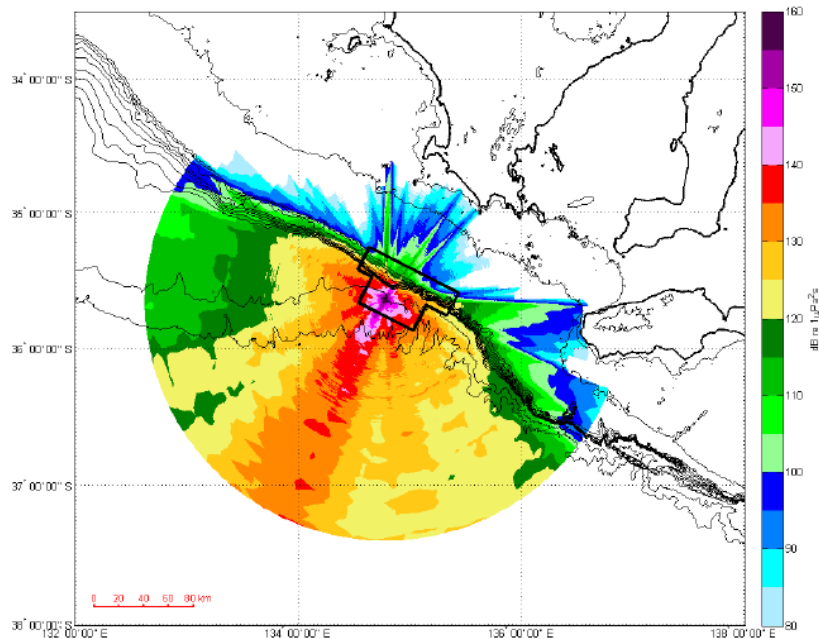 160
150
140
130
120
110
100
90
80
dB re 1µPa².s
34° 00'00'' S
35° 00'00'' S
36° 00'00'' S
37° 00'00'' S
38° 00'00'' S
0 20 40 60 80 km
132° 00'00'' E
134° 00'00'' E
136° 00'00'' E
138° 00'00'' E